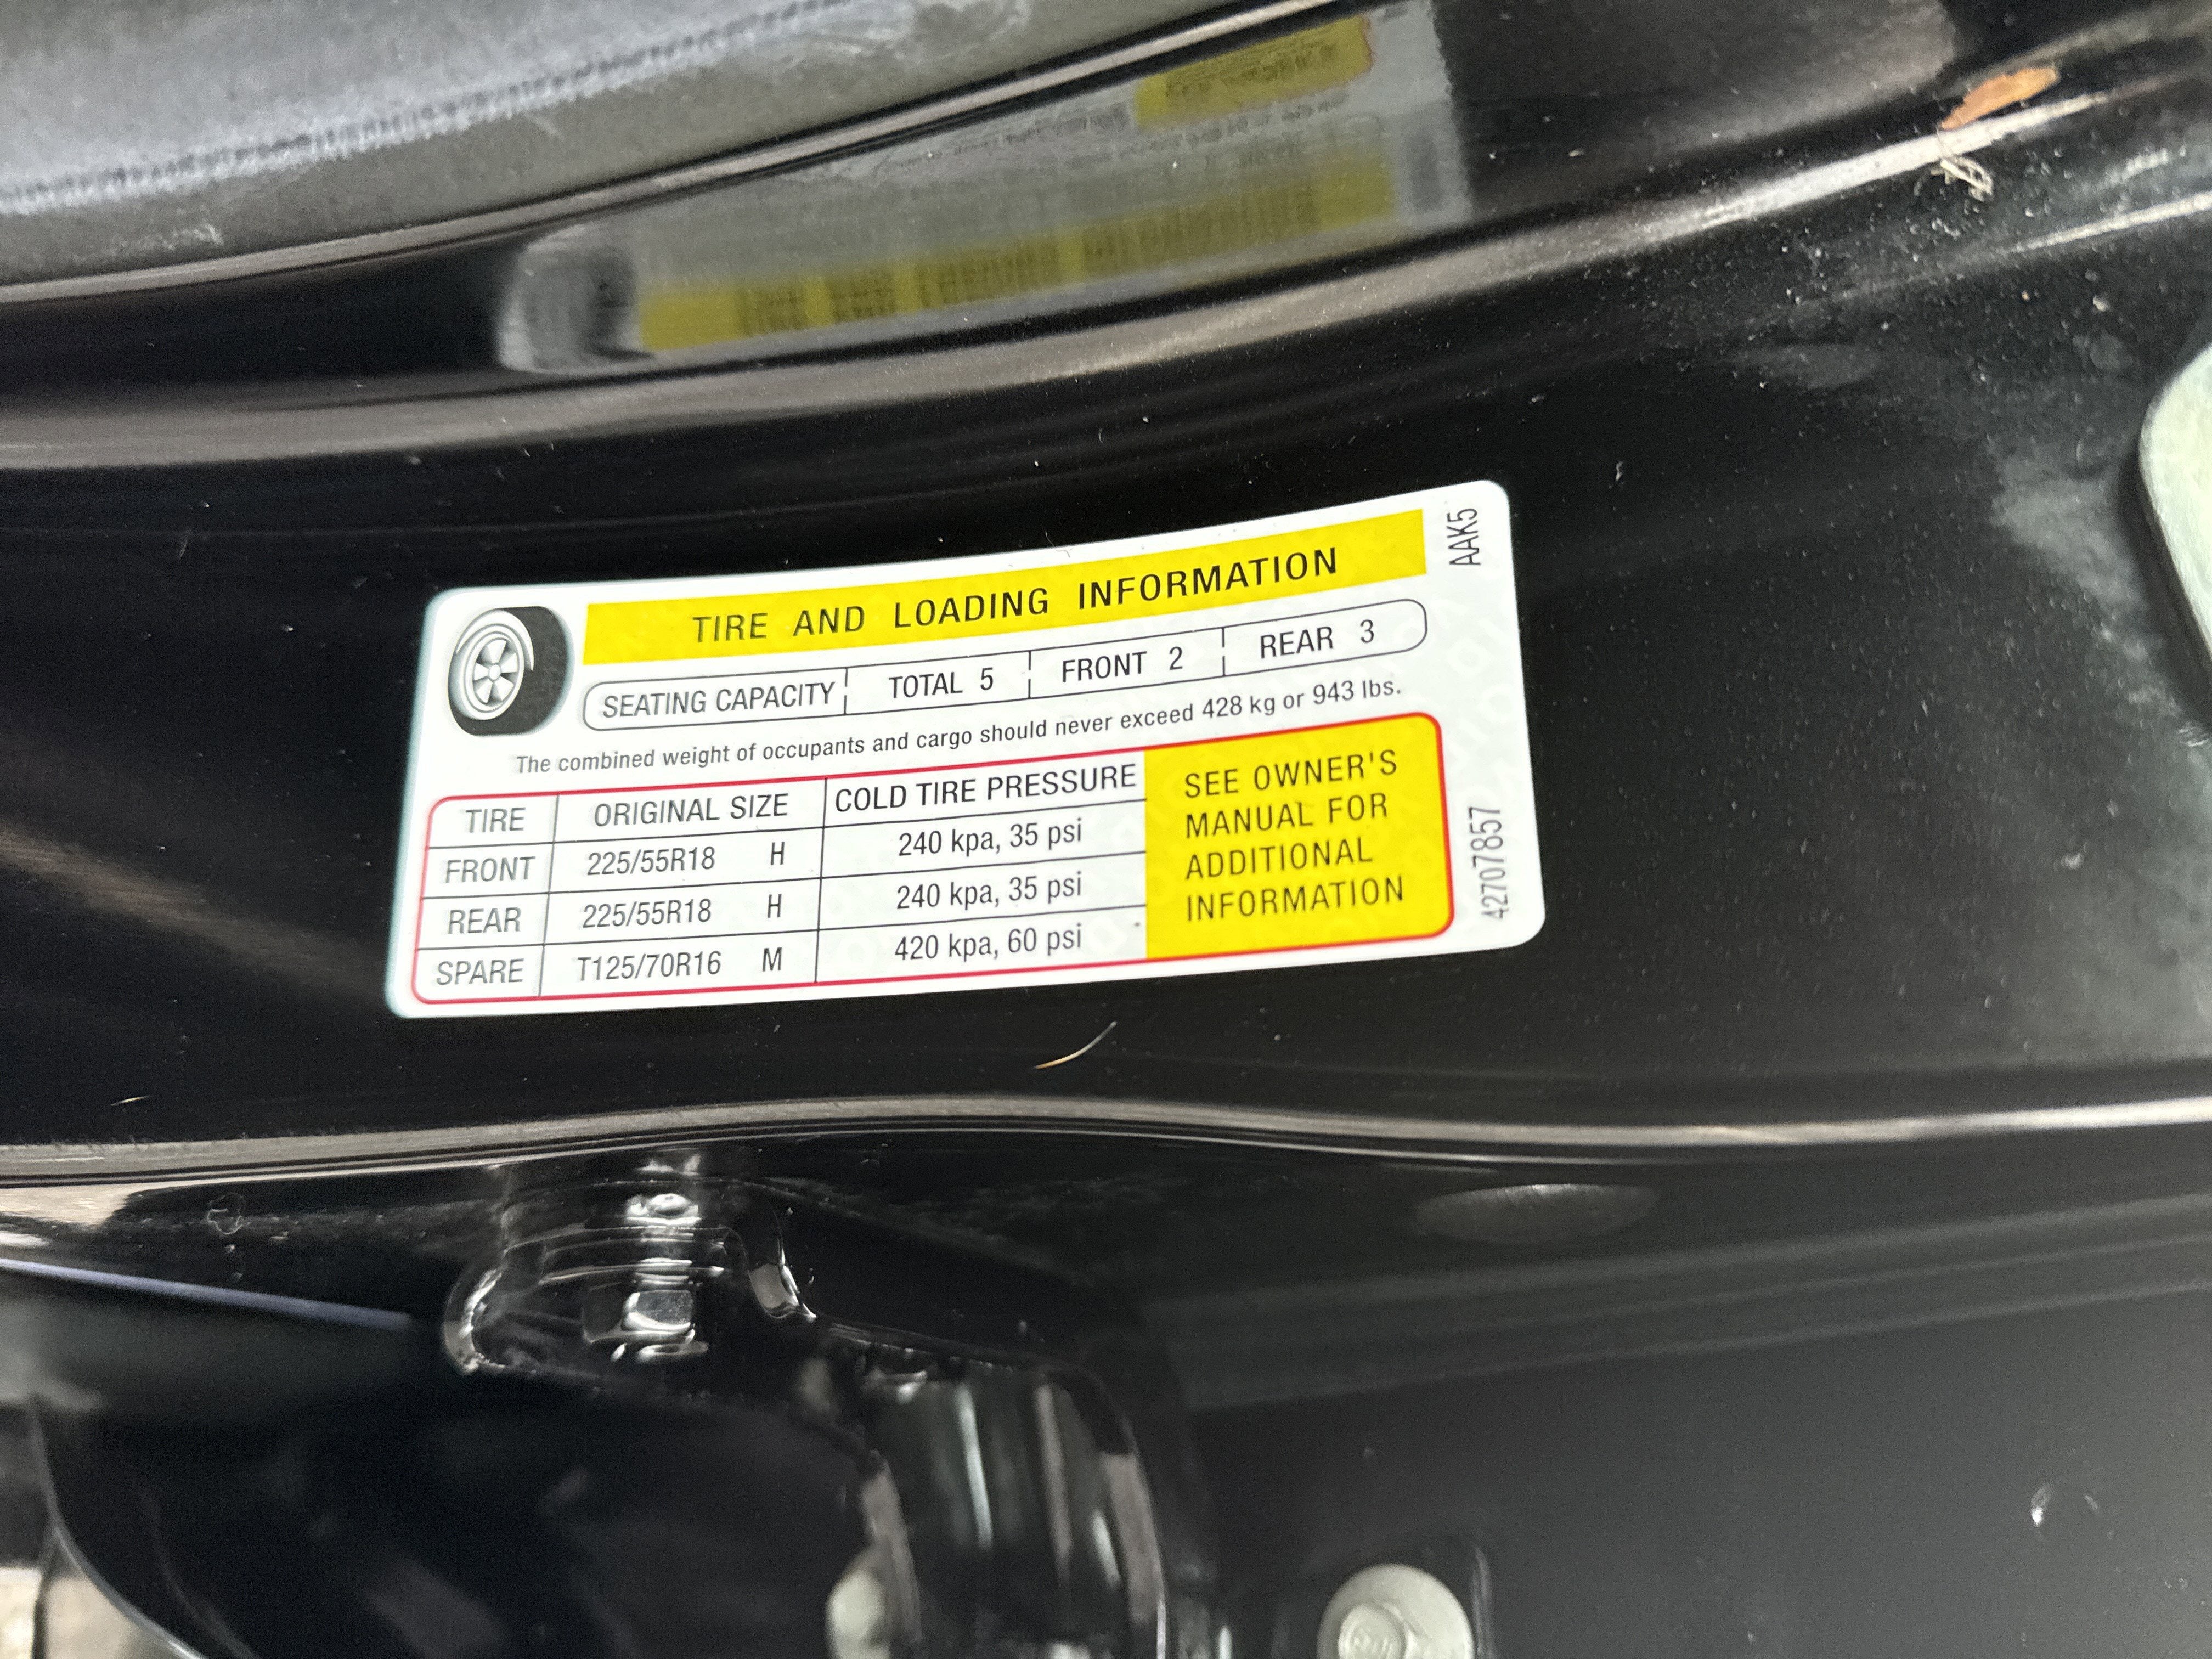 TIRE AND LOADING INFORMATION
AAK5
SEATING CAPACITY TOTAL 5 FRONT 2 REAR 3
The combined weight of occupants and cargo should never exceed 428 kg or 943 lbs.
TIRE ORIGINAL SIZE COLD TIRE PRESSURE
FRONT 225/55R18 H 240 kpa, 35 psi
REAR 225/55R18 H 240 kpa, 35 psi
SPARE T125/70R16 M 420 kpa, 60 psi
SEE OWNER'S
MANUAL FOR
ADDITIONAL
INFORMATION
42707857